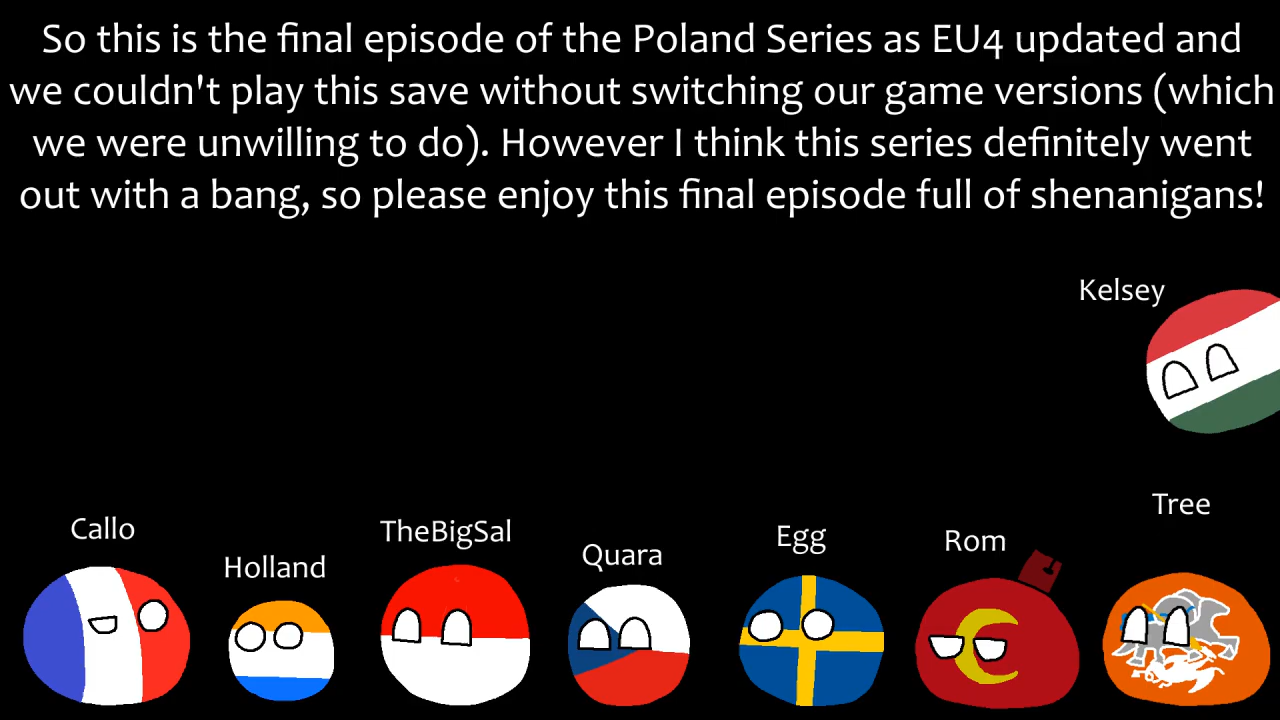 So this is the final episode of the Poland Series as EU4 updated and
we couldn't play this save without switching our game versions (which
we were unwilling to do). However I think this series definitely went
out with a bang, so please enjoy this final episode full of shenanigans!
Kelsey
Callo
Holland
TheBigSal
Quara
Egg
Rom
Tree